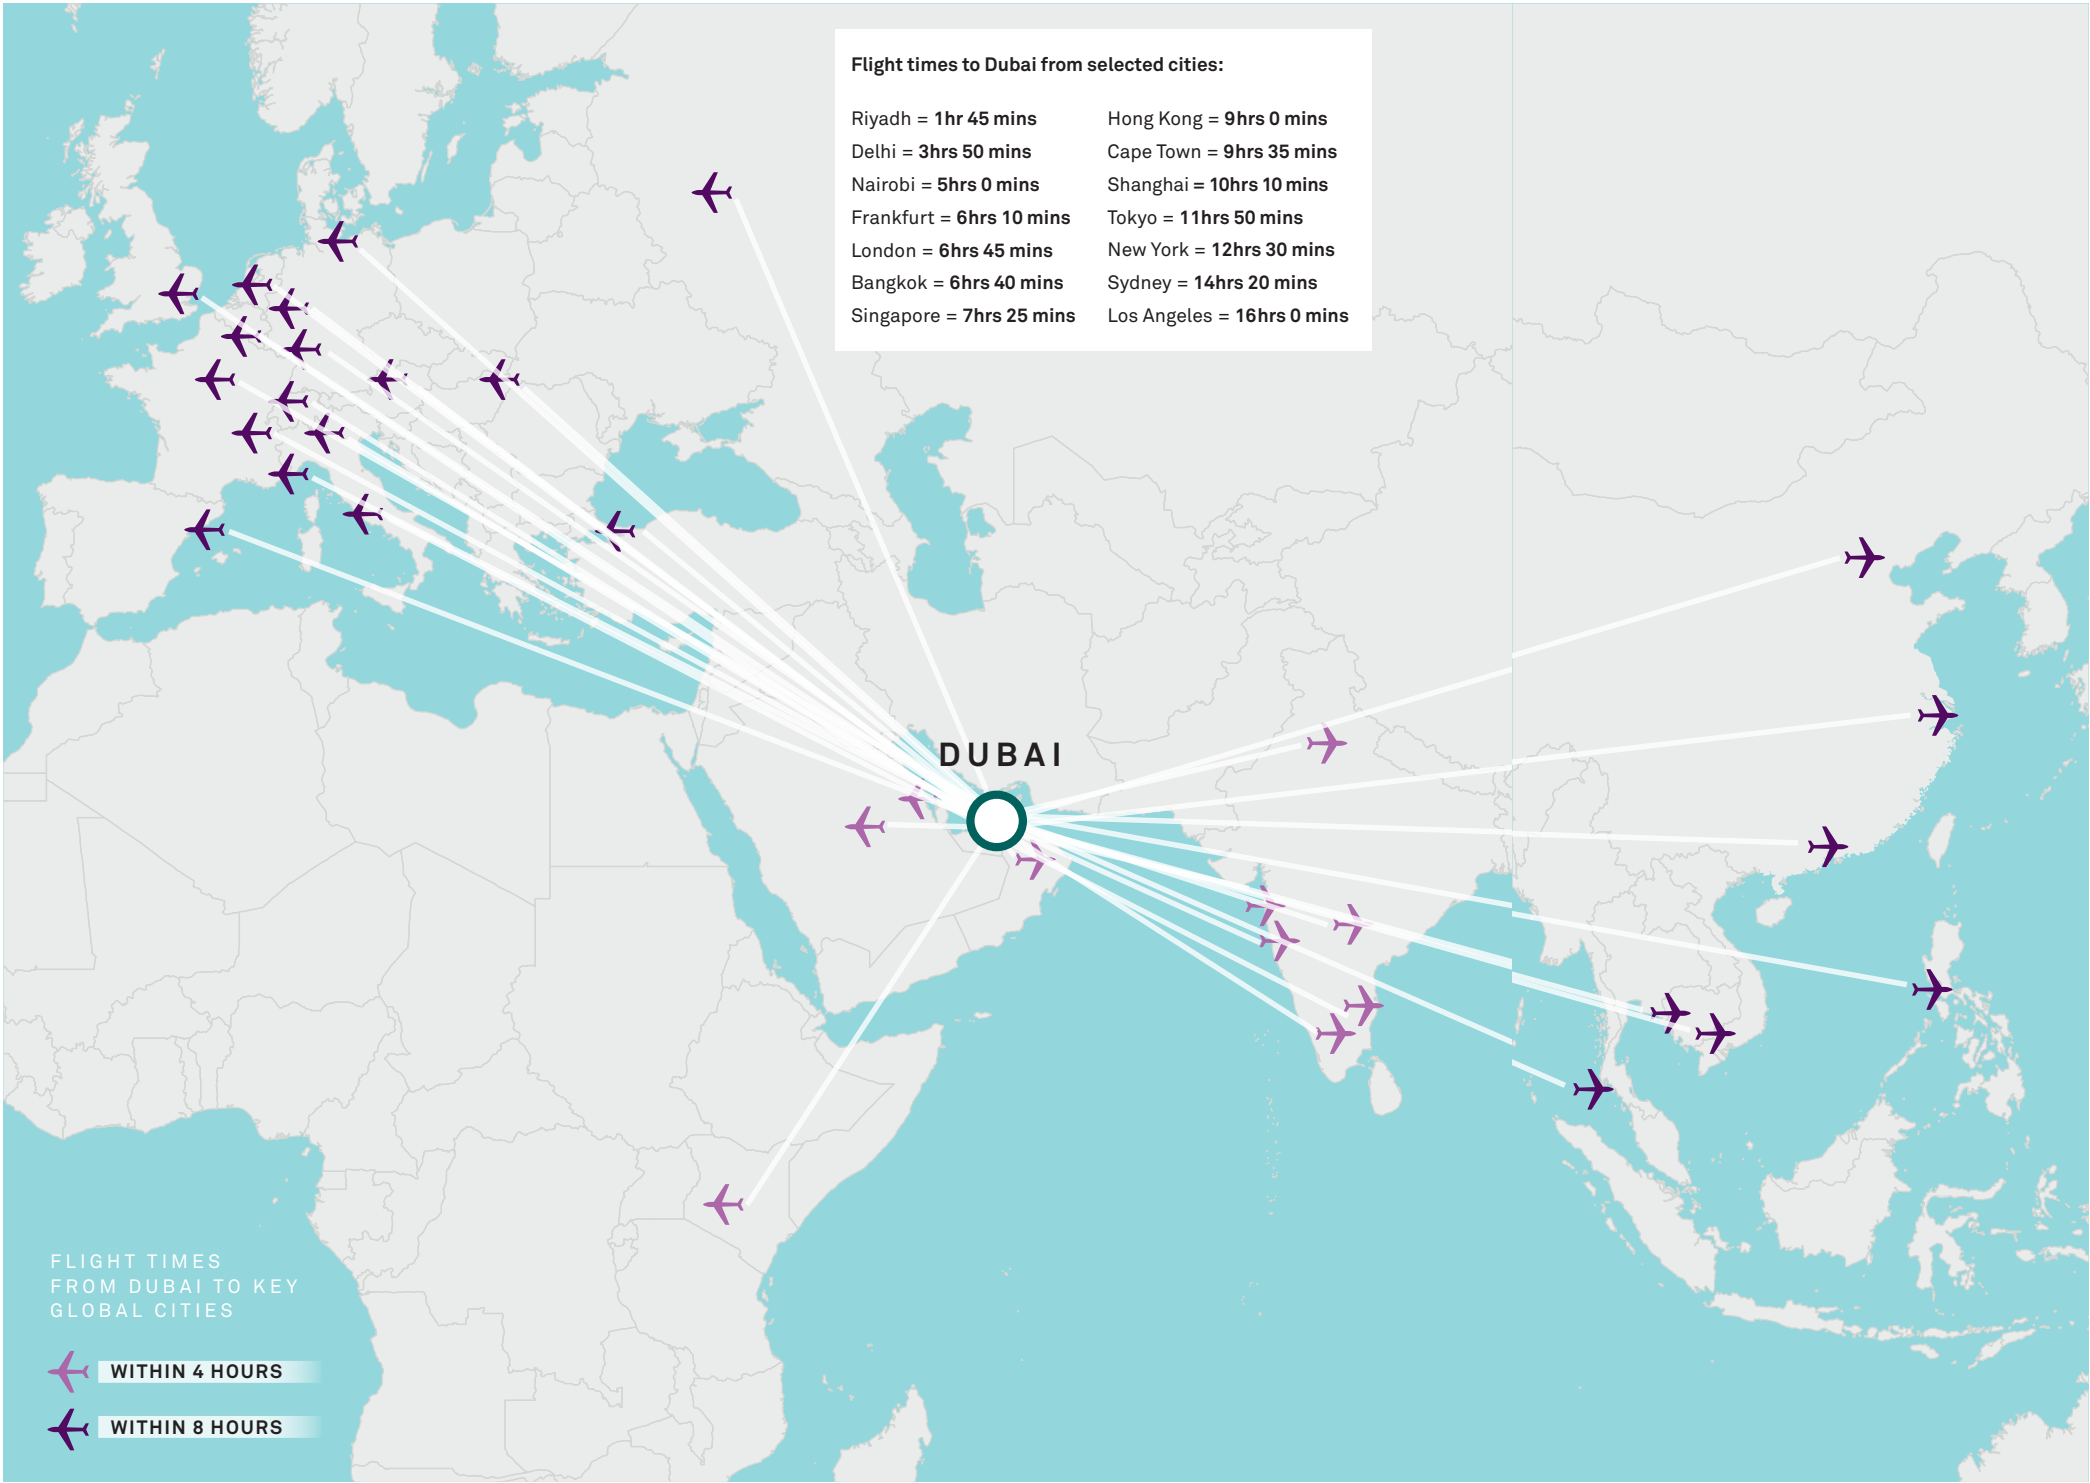 Flight times to Dubai from selected cities:
Riyadh = 1hr 45 mins
Delhi = 3hrs 50 mins
Nairobi = 5hrs 0 mins
Frankfurt = 6hrs 10 mins
London = 6hrs 45 mins
Bangkok = 6hrs 40 mins
Singapore = 7hrs 25 mins
Hong Kong = 9hrs 0 mins
Cape Town = 9hrs 35 mins
Shanghai = 10hrs 10 mins
Tokyo = 11hrs 50 mins
New York = 12hrs 30 mins
Sydney = 14hrs 20 mins
Los Angeles = 16hrs 0 mins
DUBAI
FLIGHT TIMES
FROM DUBAI TO KEY
GLOBAL CITIES
WITHIN 4 HOURS
WITHIN 8 HOURS